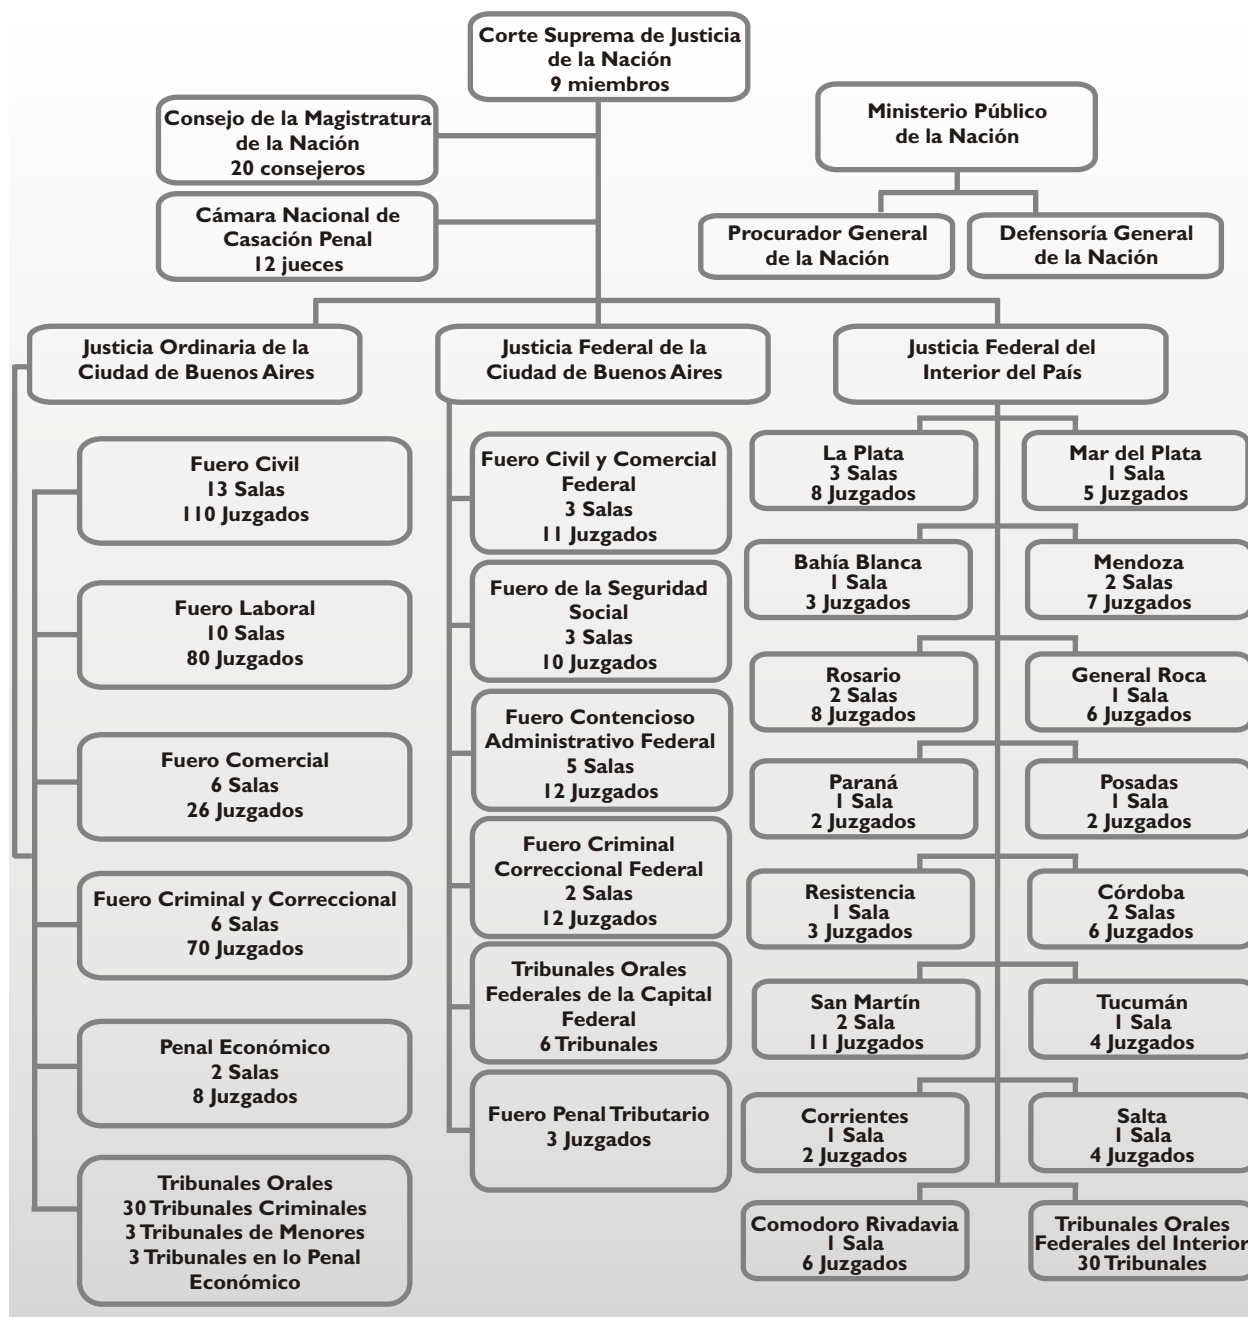 Corte Suprema de Justicia
de la Nación
9 miembros
Consejo de la Magistratura
de la Nación
20 consejeros
Cámara Nacional de
Casación Penal
12 jueces
Ministerio Público
de la Nación
Procurador General
de la Nación
Defensoría General
de la Nación
Justicia Ordinaria de la
Ciudad de Buenos Aires
Fuero Civil
13 Salas
110 Juzgados
Fuero Laboral
10 Salas
80 Juzgados
Fuero Comercial
6 Salas
26 Juzgados
Fuero Criminal y Correccional
6 Salas
70 Juzgados
Penal Económico
2 Salas
8 Juzgados
Tribunales Orales
30 Tribunales Criminales
3 Tribunales de Menores
3 Tribunales en lo Penal
Económico
Justicia Federal de la
Ciudad de Buenos Aires
Fuero Civil y Comercial
Federal
3 Salas
11 Juzgados
Fuero de la Seguridad
Social
3 Salas
10 Juzgados
Fuero Contencioso
Administrativo Federal
5 Salas
12 Juzgados
Fuero Criminal
Correccional Federal
2 Salas
12 Juzgados
Tribunales Orales
Federales de la Capital
Federal
6 Tribunales
Fuero Penal Tributario
3 Juzgados
Justicia Federal del
Interior del País
La Plata
3 Salas
8 Juzgados
Mar del Plata
1 Sala
5 Juzgados
Bahía Blanca
1 Sala
3 Juzgados
Mendoza
2 Salas
7 Juzgados
Rosario
2 Salas
8 Juzgados
General Roca
1 Sala
6 Juzgados
Paraná
1 Sala
2 Juzgados
Posadas
1 Sala
2 Juzgados
Resistencia
1 Sala
3 Juzgados
Córdoba
2 Salas
6 Juzgados
San Martín
2 Sala
11 Juzgados
Tucumán
1 Sala
4 Juzgados
Corrientes
1 Sala
2 Juzgados
Salta
1 Sala
4 Juzgados
Comodoro Rivadavia
1 Sala
6 Juzgados
Tribunales Orales
Federales del Interior
30 Tribunales